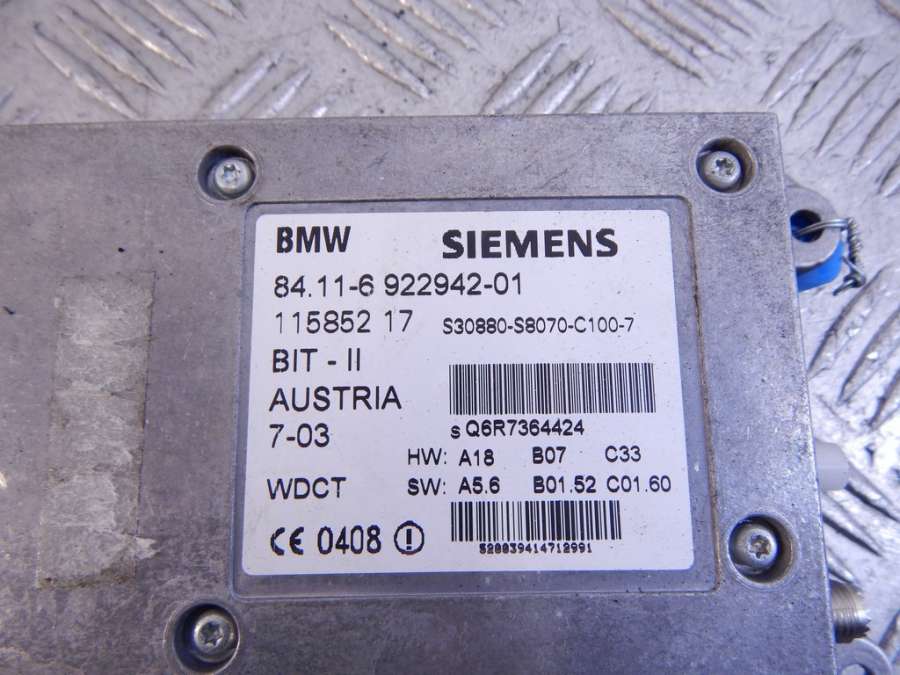 BMW SIEMENS
84.11-6 922942-01
115852 17 S30880-S8070-C100-7
BIT - II
AUSTRIA
s Q6R7364424
7-03
HW: A18 B07 C33
WDCT SW: A5.6 B01.52 C01.60
CE 0408 !
S20039414712991